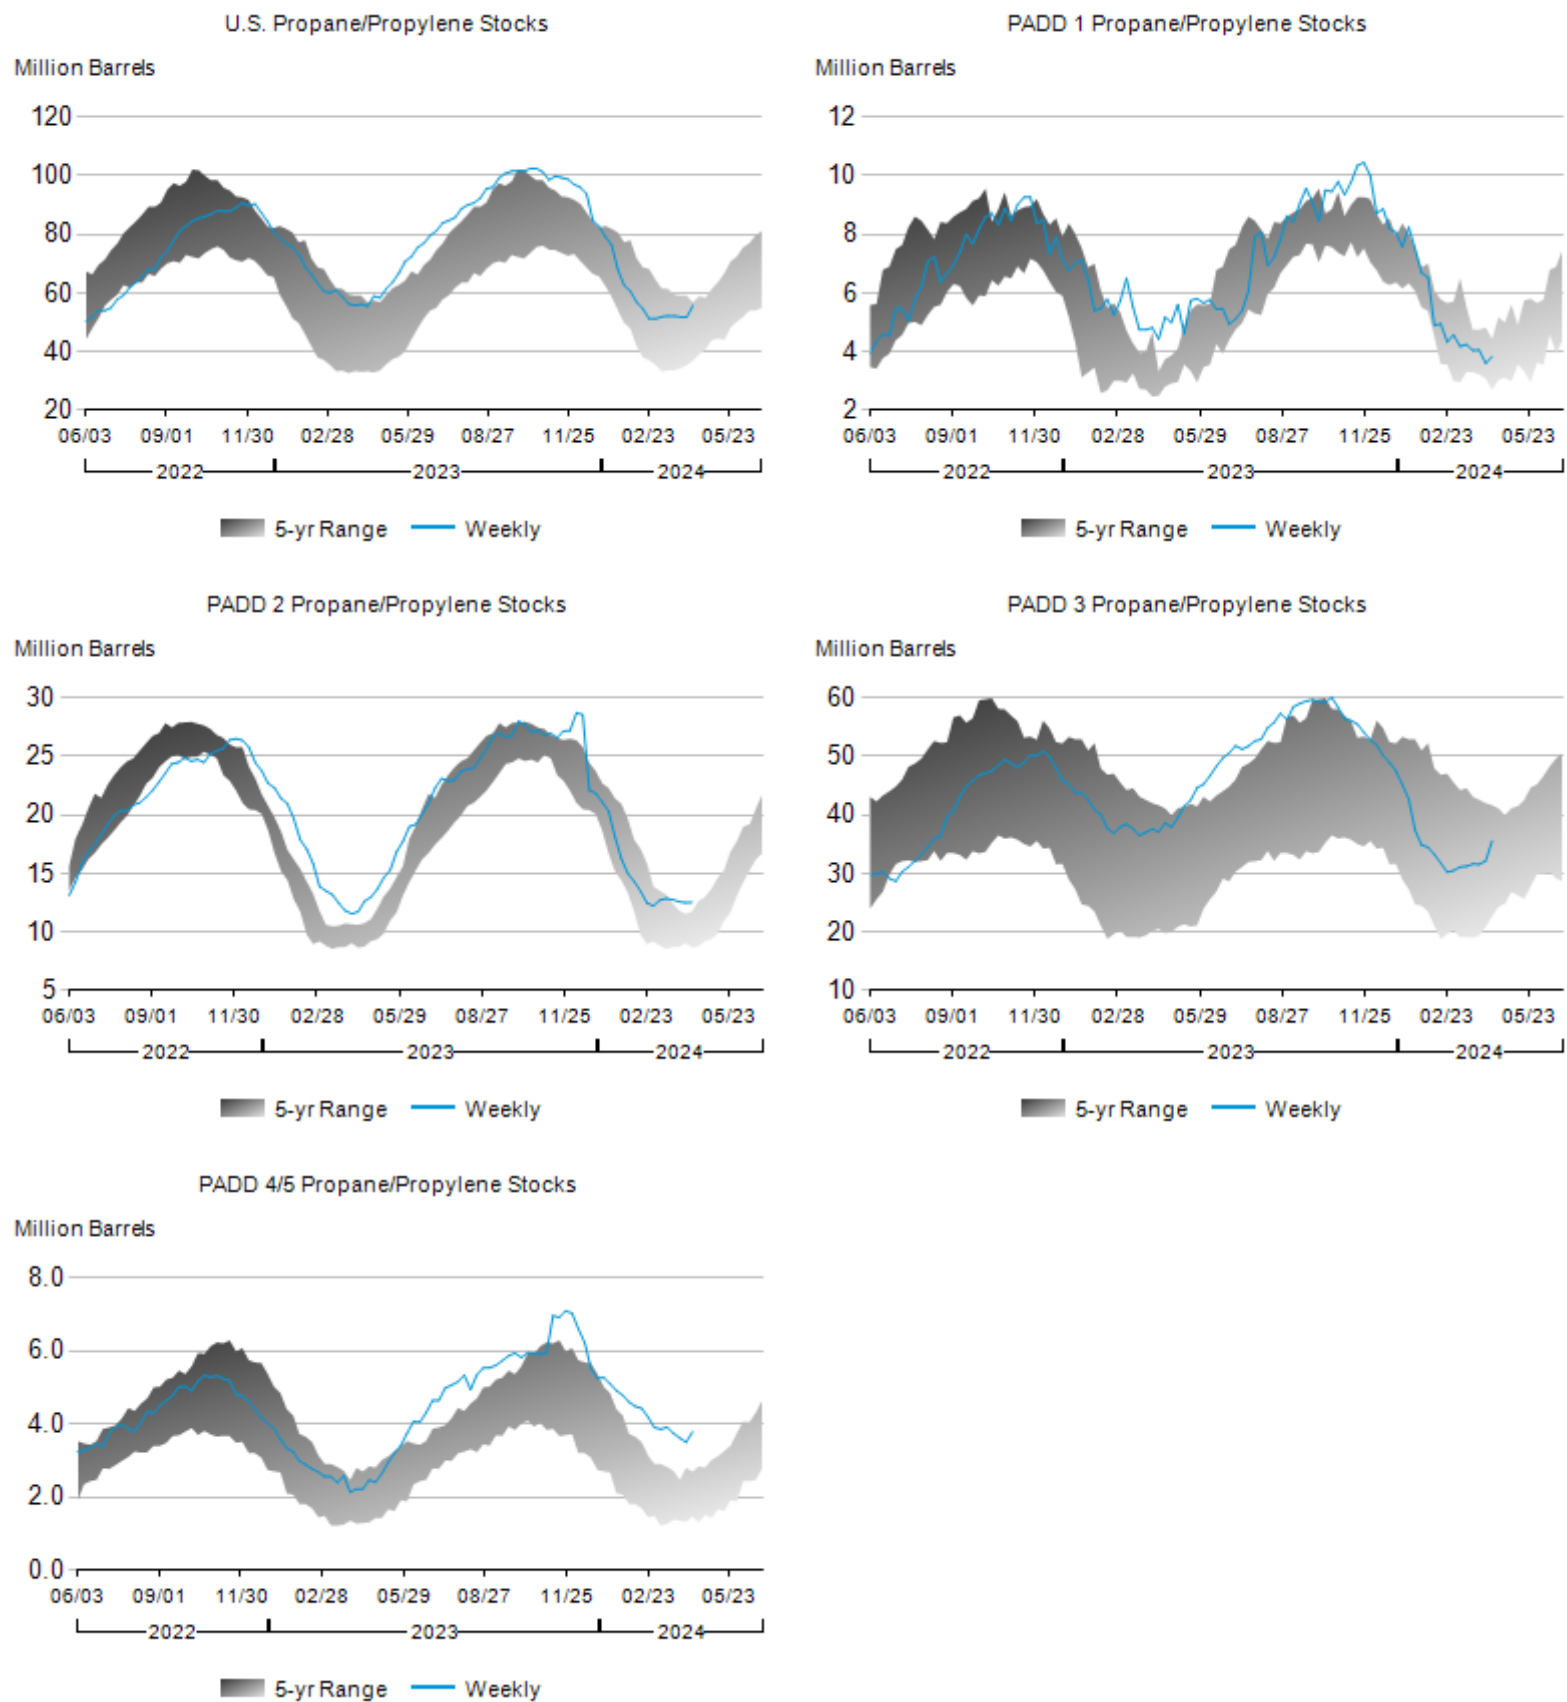 U.S. Propane/Propylene Stocks
Million Barrels
120
100
80
60
40
20
06/03 09/01 11/30 02/28 05/29 08/27 11/25 02/23 05/23
2022 2023 2024
5-yr Range Weekly
PADD 1 Propane/Propylene Stocks
Million Barrels
12
10
8
6
4
2
06/03 09/01 11/30 02/28 05/29 08/27 11/25 02/23 05/23
2022 2023 2024
5-yr Range Weekly
PADD 2 Propane/Propylene Stocks
Million Barrels
30
25
20
15
10
5
06/03 09/01 11/30 02/28 05/29 08/27 11/25 02/23 05/23
2022 2023 2024
5-yr Range Weekly
PADD 3 Propane/Propylene Stocks
Million Barrels
60
50
40
30
20
10
06/03 09/01 11/30 02/28 05/29 08/27 11/25 02/23 05/23
2022 2023 2024
5-yr Range Weekly
PADD 4/5 Propane/Propylene Stocks
Million Barrels
8.0
6.0
4.0
2.0
0.0
06/03 09/01 11/30 02/28 05/29 08/27 11/25 02/23 05/23
2022 2023 2024
5-yr Range Weekly